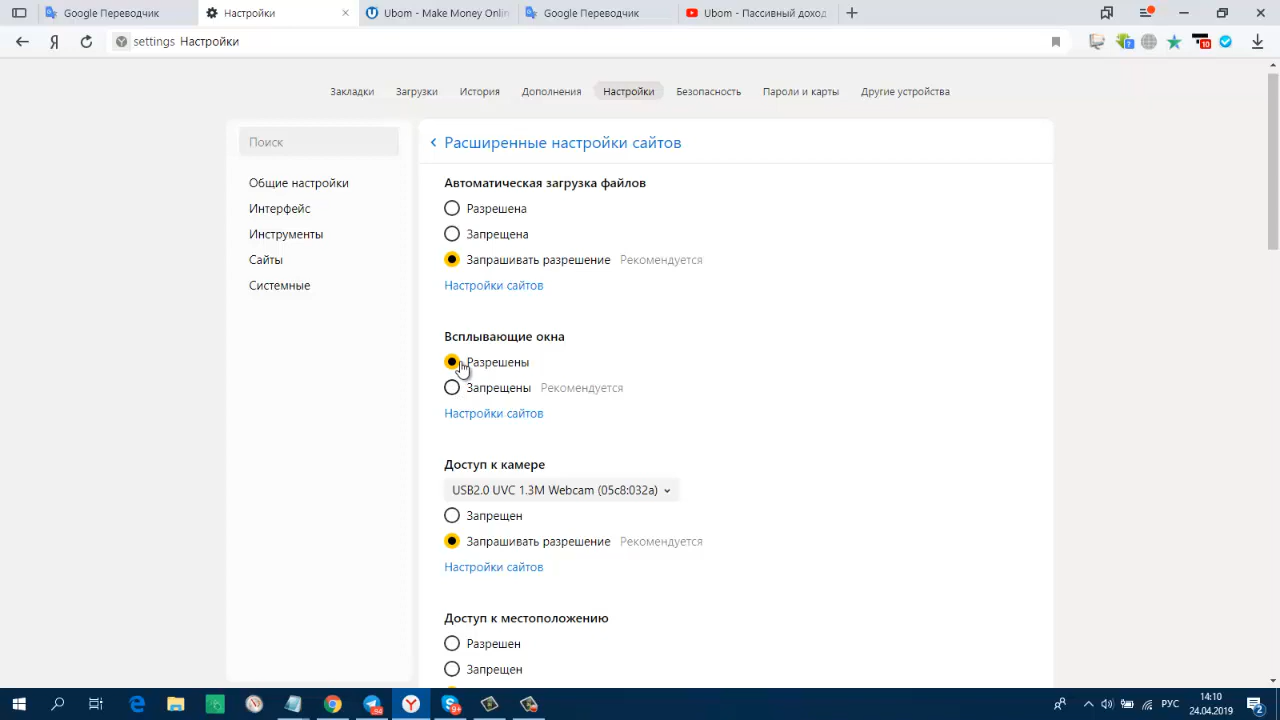 Google Переводчик
Настройки
Ubom - Make Money Onlin
Google Переводчик
Ubom - Пассивный доход
Я
settings Настройки
?
10
Закладки
Загрузки
История
Дополнения
Настройки
Безопасность
Пароли и карты
Другие устройства
Поиск
Общие настройки
Интерфейс
Инструменты
Сайты
Системные
Расширенные настройки сайтов
Автоматическая загрузка файлов
Разрешена
Запрещена
Запрашивать разрешение Рекомендуется
Настройки сайтов
Всплывающие окна
Разрешены
Запрещены Рекомендуется
Настройки сайтов
Доступ к камере
USB2.0 UVC 1.3M Webcam (05c8:032a)
Запрещен
Запрашивать разрешение Рекомендуется
Настройки сайтов
Доступ к местоположению
Разрешен
Запрещен
РУС
14:10
24.04.2019
2